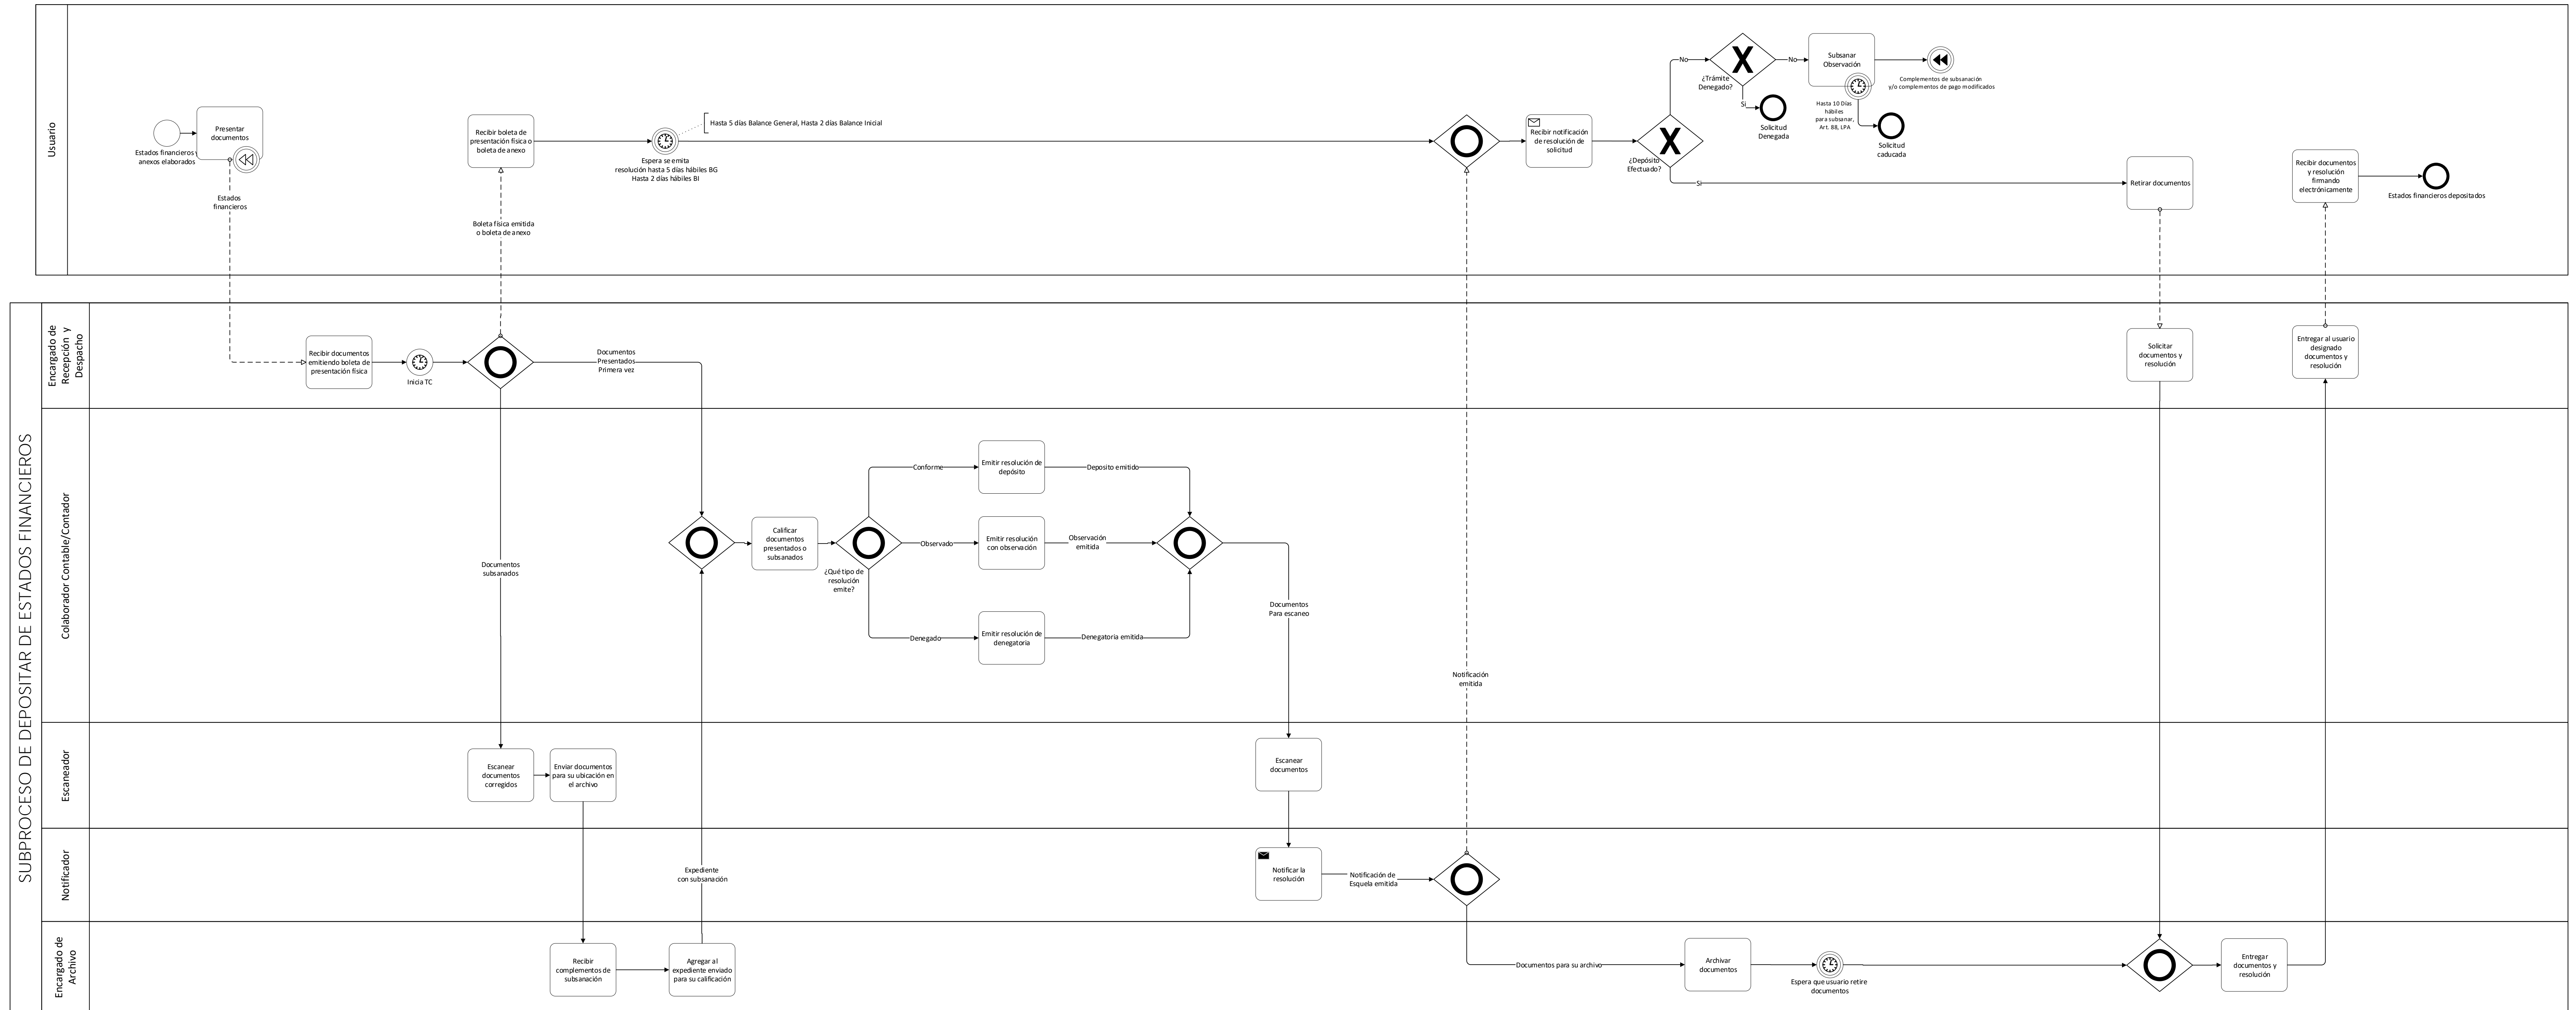 Usuario
Estados financieros y
anexos elaborados
Presentar
documentos
Estados
financieros
Recibir boleta de
presentación física o
boleta de anexo
Boleta física emitida
o boleta de anexo
Hasta 5 días Balance General, Hasta 2 días Balance Inicial
Espera se emita
resolución hasta 5 días hábiles BG
Hasta 2 días hábiles BI
Recibir notificación
de resolución de
solicitud
¿Depósito
Efectuado?
No
Si
¿Trámite
Denegado?
No
Si
Solicitud
Denegada
Subsanar
Observación
Hasta 10 Días
hábiles
para subsanar,
Art. 88, LPA
Solicitud
caducada
Complementos de subsanación
y/o complementos de pago modificados
Retirar documentos
Recibir documentos
y resolución
firmando
electrónicamente
Estados financieros depositados
SUBPROCESO DE DEPOSITAR DE ESTADOS FINANCIEROS
Encargado de
Recepción y
Despacho
Recibir documentos
emitiendo boleta de
presentación física
Inicia TC
Documentos
Presentados
Primera vez
Solicitar
documentos y
resolución
Entregar al usuario
designado
documentos y
resolución
Colaborador Contable/Contador
Documentos
subsanados
Calificar
documentos
presentados o
subsanados
¿Qué tipo de
resolución
emite?
Conforme
Observado
Denegado
Emitir resolución de
depósito
Emitir resolución
con observación
Emitir resolución de
denegatoria
Deposito emitido
Observación
emitida
Denegatoria emitida
Documentos
Para escaneo
Notificación
emitida
Escaneador
Escanear
documentos
corregidos
Enviar documentos
para su ubicación en
el archivo
Escanear
documentos
Notificador
Expediente
con subsanación
Notificar la
resolución
Notificación de
Esquela emitida
Encargado de
Archivo
Recibir
complementos de
subsanación
Agregar al
expediente enviado
para su calificación
Documentos para su archivo
Archivar
documentos
Espera que usuario retire
documentos
Entregar
documentos y
resolución